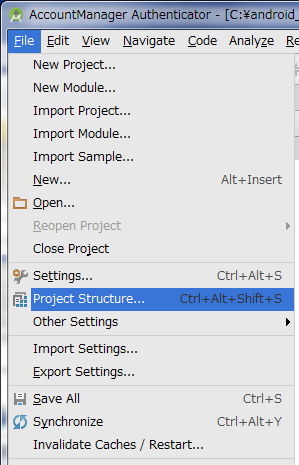 AccountManager Authenticator - [C:¥android_
File Edit View Navigate Code Analyze Re
New Project...
New Module...
Import Project...
Import Module...
Import Sample...
New... Alt+Insert
Open...
Reopen Project
Close Project
Settings... Ctrl+Alt+S
Project Structure... Ctrl+Alt+Shift+S
Other Settings
Import Settings...
Export Settings...
Save All Ctrl+S
Synchronize Ctrl+Alt+Y
Invalidate Caches / Restart...